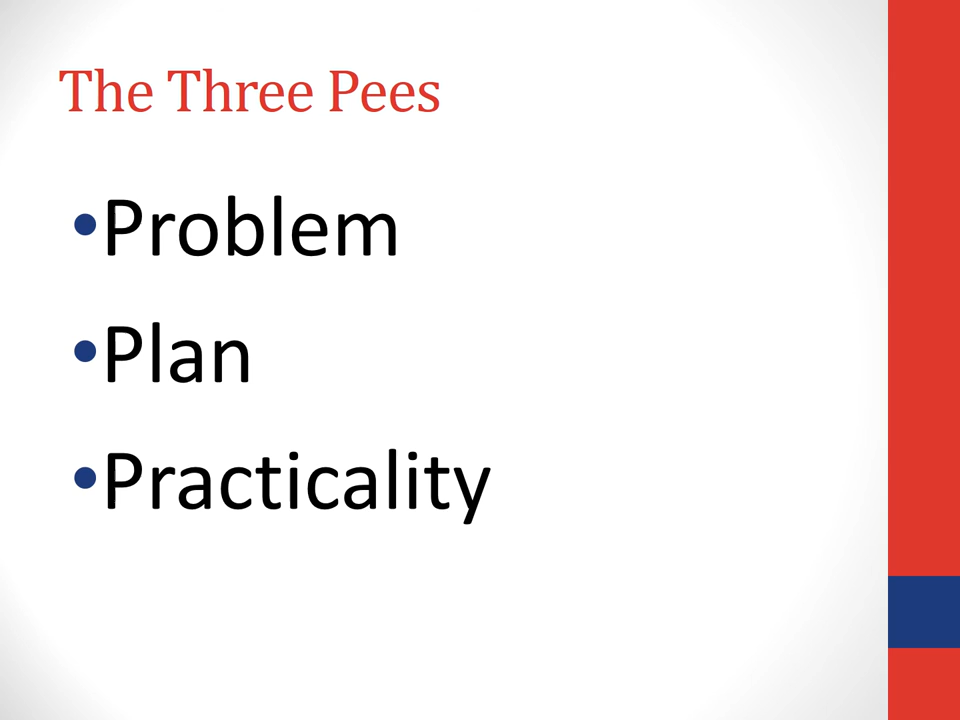 The Three Pees
•Problem
•Plan
•Practicality